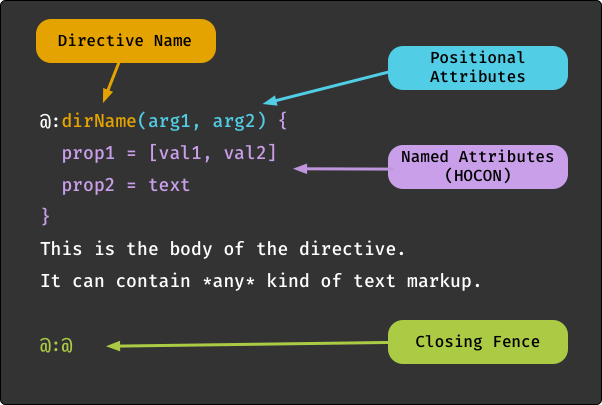 Directive Name
Positional
Attributes
@:dirName(arg1, arg2) {
prop1 = [val1, val2]
Named Attributes
(HOCON)
prop2 = text
}
This is the body of the directive.
It can contain *any* kind of text markup.
@:@
Closing Fence